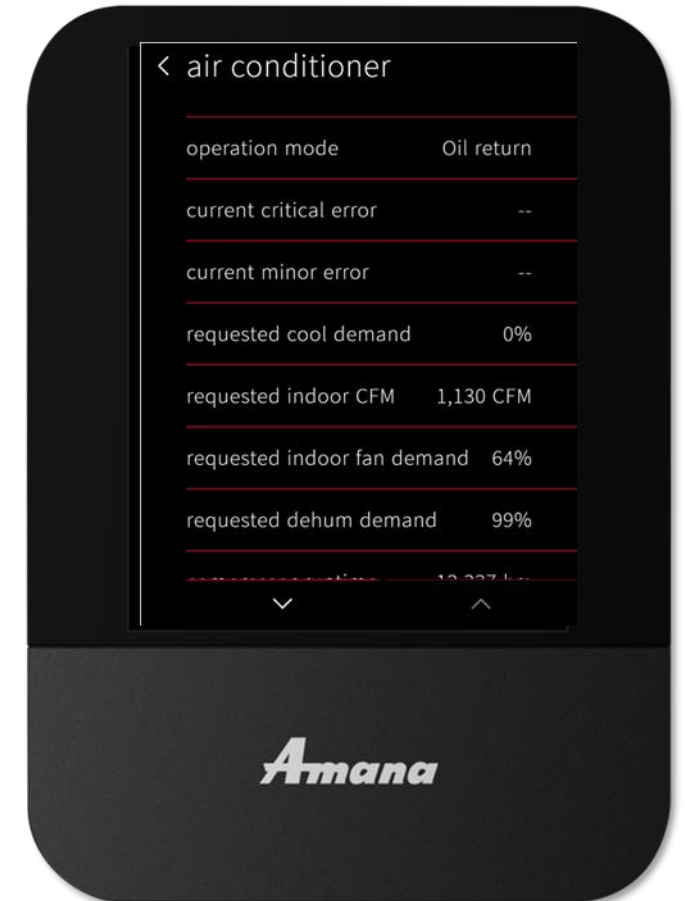 < air conditioner
operation mode Oil return
current critical error --
current minor error --
requested cool demand 0%
requested indoor CFM 1,130 CFM
requested indoor fan demand 64%
requested dehum demand 99%
Amana